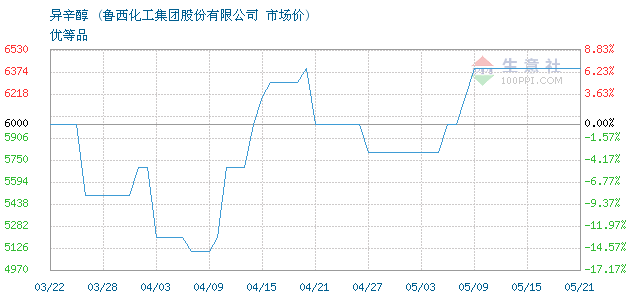 异辛醇 (鲁西化工集团股份有限公司 市场价)
优等品
6530 8.83%
6374 6.23%
6218 3.63%
6000 0.00%
5906 -1.57%
5750 -4.17%
5594 -6.77%
5438 -9.37%
5282 -11.97%
5126 -14.57%
4970 -17.17%
生意社
100PPI.COM
03/22 03/28 04/03 04/09 04/15 04/21 04/27 05/03 05/09 05/15 05/21